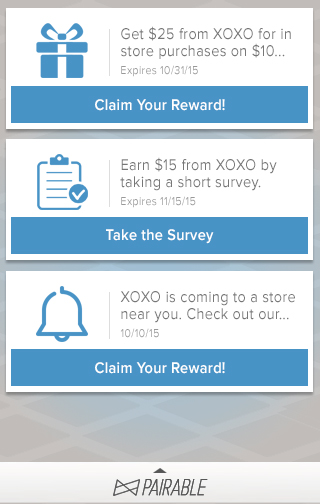 Get $25 from XOXO for in
store purchases on $10...
Expires 10/31/15
Claim Your Reward!
Earn $15 from XOXO by
taking a short survey.
Expires 11/15/15
Take the Survey
XOXO is coming to a store
near you. Check out our...
10/10/15
Claim Your Reward!
PAIRABLE